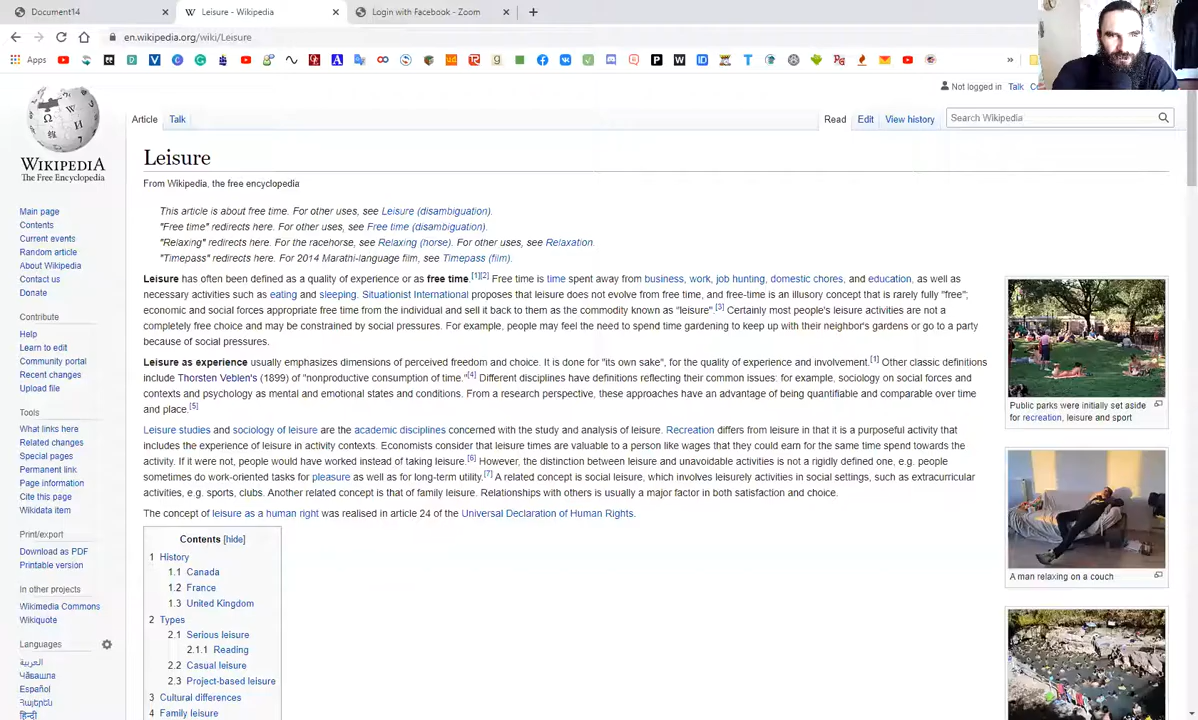 Document14
Leisure - Wikipedia
Login with Facebook - Zoom
en.wikipedia.org/wiki/Leisure
Apps
Not logged in Talk
WIKIPEDIA
The Free Encyclopedia
Article Talk
Read Edit View history
Search Wikipedia
Leisure
From Wikipedia, the free encyclopedia
This article is about free time. For other uses, see Leisure (disambiguation).
"Free time" redirects here. For other uses, see Free time (disambiguation).
"Relaxing" redirects here. For the racehorse, see Relaxing (horse). For other uses, see Relaxation.
"Timepass" redirects here. For 2014 Marathi-language film, see Timepass (film).
Leisure has often been defined as a quality of experience or as free time.[1][2] Free time is time spent away from business, work, job hunting, domestic chores, and education, as well as
necessary activities such as eating and sleeping. Situationist International proposes that leisure does not evolve from free time, and free-time is an illusory concept that is rarely fully "free";
economic and social forces appropriate free time from the individual and sell it back to them as the commodity known as "leisure".[3] Certainly most people's leisure activities are not a
completely free choice and may be constrained by social pressures. For example, people may feel the need to spend time gardening to keep up with their neighbor's gardens or go to a party
because of social pressures.
Leisure as experience usually emphasizes dimensions of perceived freedom and choice. It is done for "its own sake", for the quality of experience and involvement.[1] Other classic definitions
include Thorsten Veblen's (1899) of "nonproductive consumption of time."[4] Different disciplines have definitions reflecting their common issues: for example, sociology on social forces and
contexts and psychology as mental and emotional states and conditions. From a research perspective, these approaches have an advantage of being quantifiable and comparable over time
and place.[5]
Leisure studies and sociology of leisure are the academic disciplines concerned with the study and analysis of leisure. Recreation differs from leisure in that it is a purposeful activity that
includes the experience of leisure in activity contexts. Economists consider that leisure times are valuable to a person like wages that they could earn for the same time spend towards the
activity. If it were not, people would have worked instead of taking leisure.[6] However, the distinction between leisure and unavoidable activities is not a rigidly defined one, e.g. people
sometimes do work-oriented tasks for pleasure as well as for long-term utility.[7] A related concept is social leisure, which involves leisurely activities in social settings, such as extracurricular
activities, e.g. sports, clubs. Another related concept is that of family leisure. Relationships with others is usually a major factor in both satisfaction and choice.
The concept of leisure as a human right was realised in article 24 of the Universal Declaration of Human Rights.
Contents [hide]
1 History
1.1 Canada
1.2 France
1.3 United Kingdom
2 Types
2.1 Serious leisure
2.1.1 Reading
2.2 Casual leisure
2.3 Project-based leisure
3 Cultural differences
4 Family leisure
Public parks were initially set aside
for recreation, leisure and sport
A man relaxing on a couch
Main page
Contents
Current events
Random article
About Wikipedia
Contact us
Donate
Contribute
Help
Learn to edit
Community portal
Recent changes
Upload file
Tools
What links here
Related changes
Special pages
Permanent link
Page information
Cite this page
Wikidata item
Print/export
Download as PDF
Printable version
In other projects
Wikimedia Commons
Wikiquote
Languages
العربية
Чӑвашла
Español
Հայերեն
हिन्दी